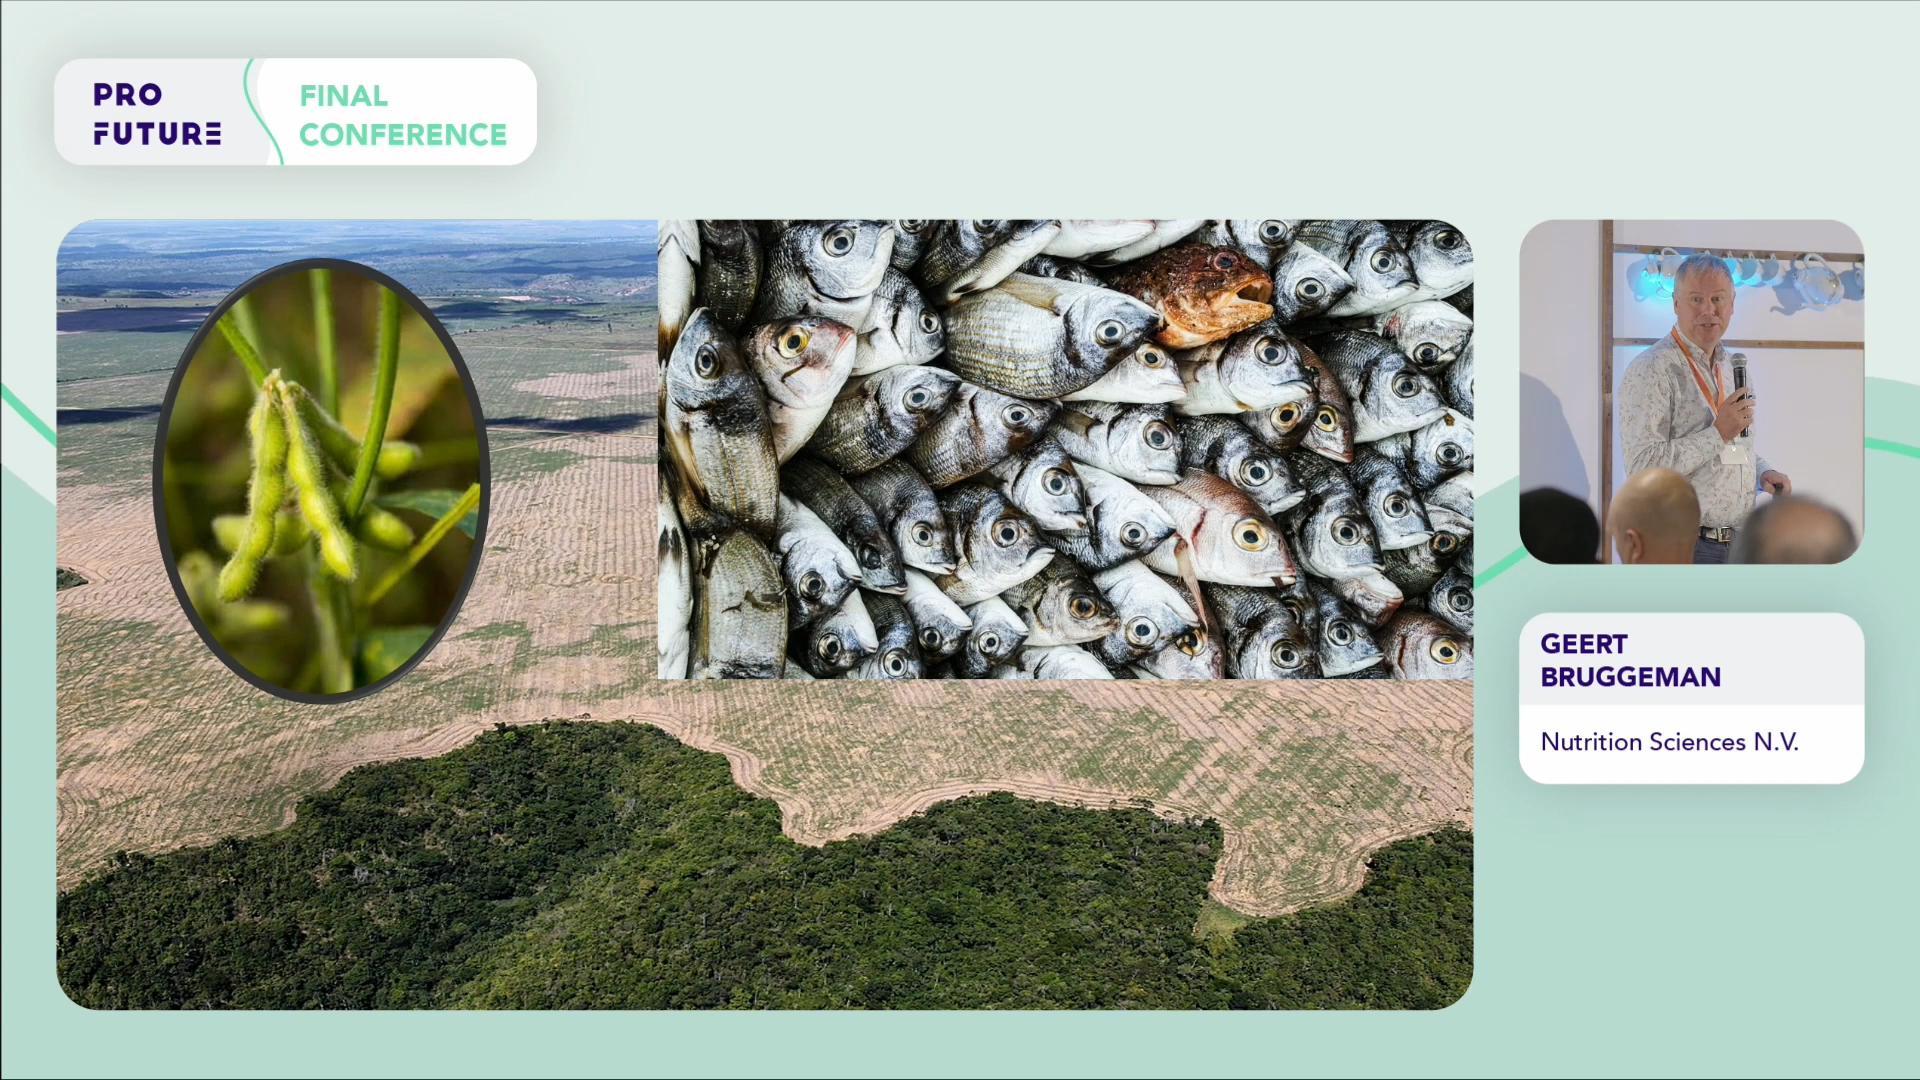 PRO
FUTURE
FINAL
CONFERENCE
GEERT
BRUGGEMAN
Nutrition Sciences N.V.